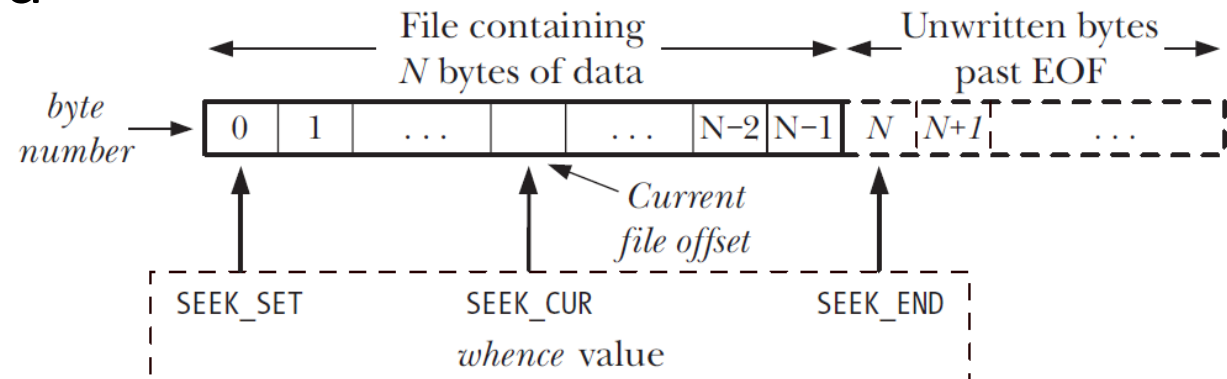 File containing
N bytes of data
Unwritten bytes
past EOF
byte
number
0 1 . . . . . . N−2 N−1 N N+1 . . .
Current
file offset
SEEK_SET SEEK_CUR SEEK_END
whence value